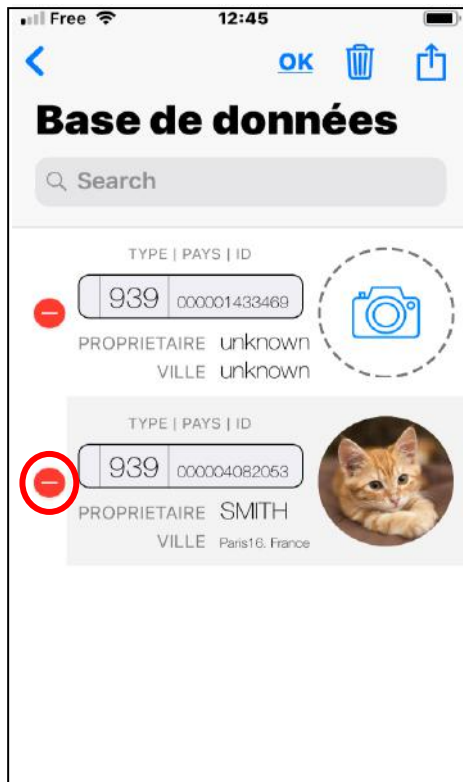 Free 12:45
OK
Base de données
Search
TYPE | PAYS | ID
939 000001433469
PROPRIETAIRE unknown
VILLE unknown
TYPE | PAYS | ID
939 000004082053
PROPRIETAIRE SMITH
VILLE Paris16. France